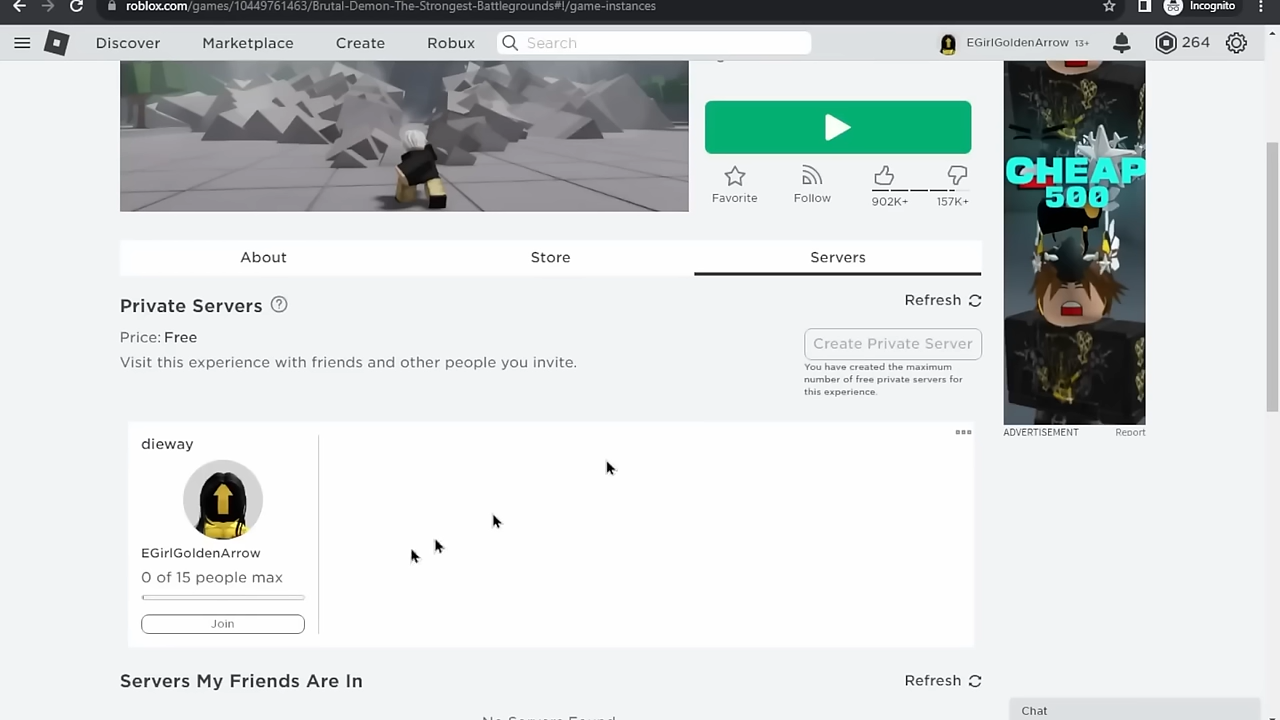 roblox.com/games/10449761463/Brutal-Demon-The-Strongest-Battlegrounds#!/game-instances
Incognito
Discover
Marketplace
Create
Robux
Search
EGirlGoldenArrow 13+
264
Favorite
Follow
902K+
157K+
CHEAP
500
About
Store
Servers
Private Servers
Refresh
Price: Free
Visit this experience with friends and other people you invite.
Create Private Server
You have created the maximum
number of free private servers for
this experience.
ADVERTISEMENT
Report
dieway
EGirlGoldenArrow
0 of 15 people max
Join
Servers My Friends Are In
Refresh
No Servers Found
Chat